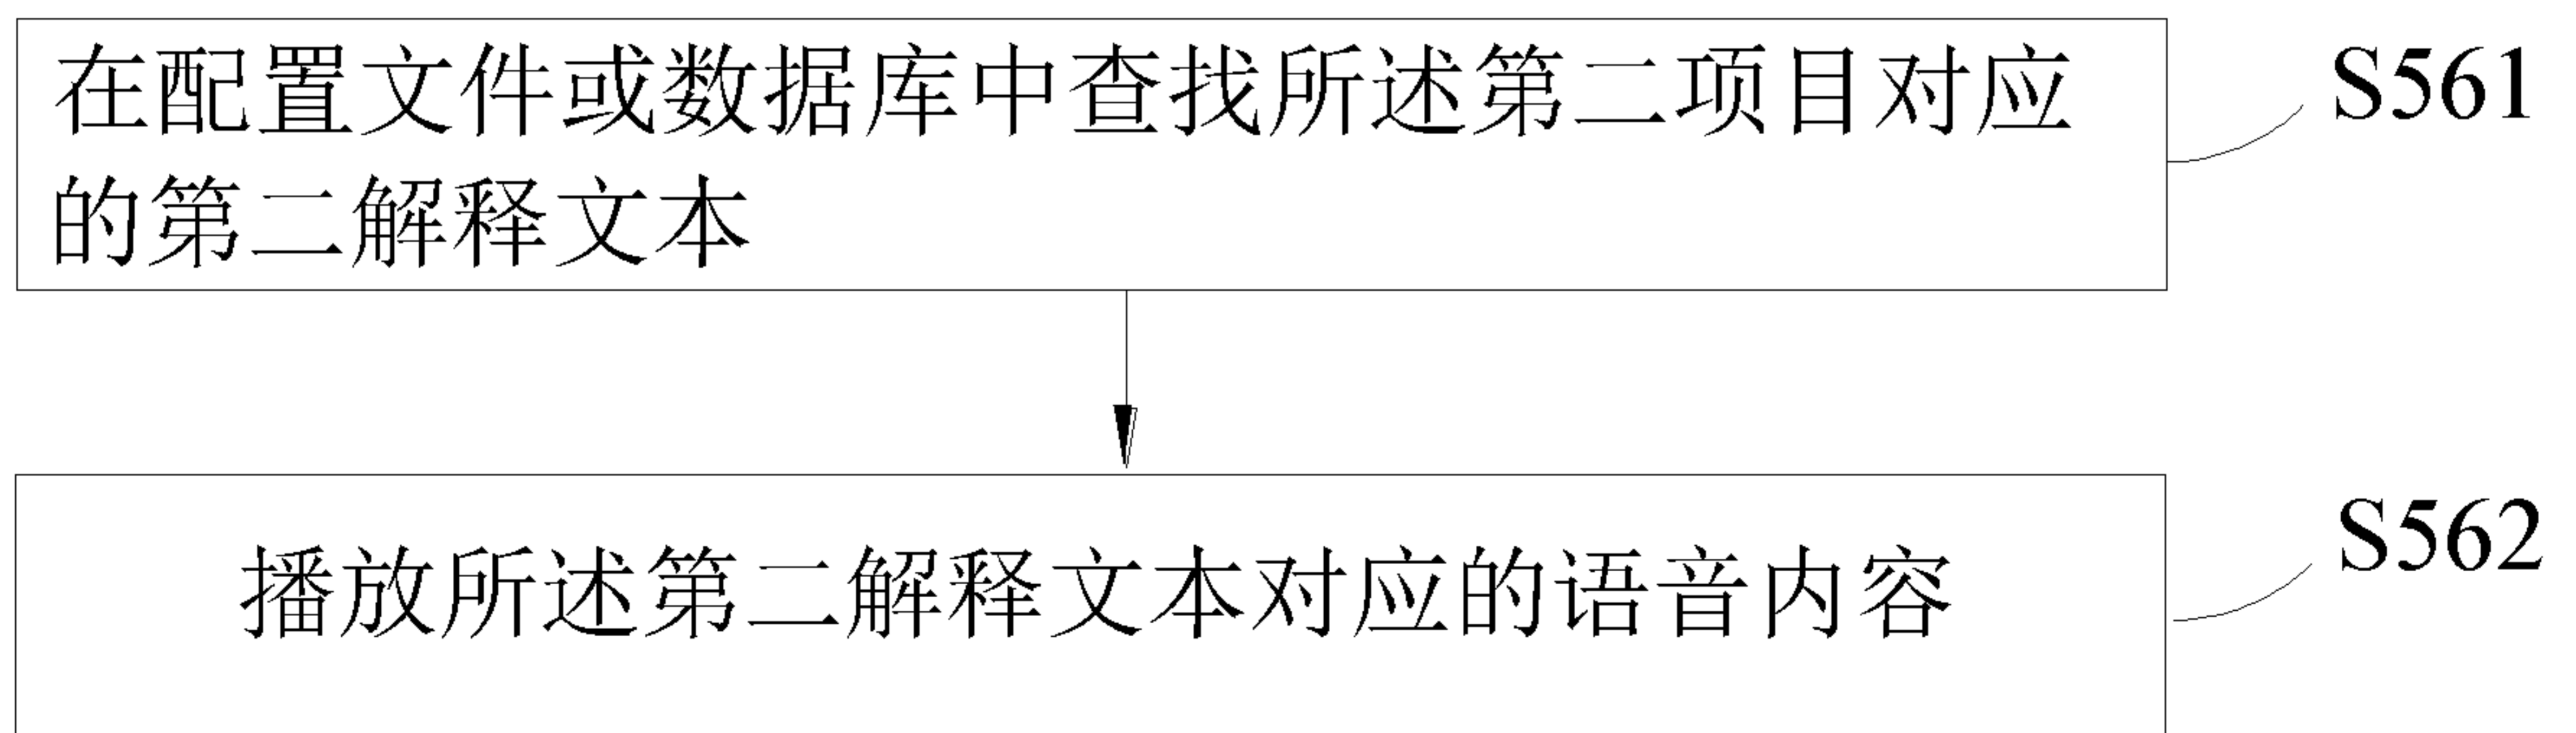 在配置文件或数据库中查找所述第二项目对应
的第二解释文本
S561
播放所述第二解释文本对应的语音内容
S562